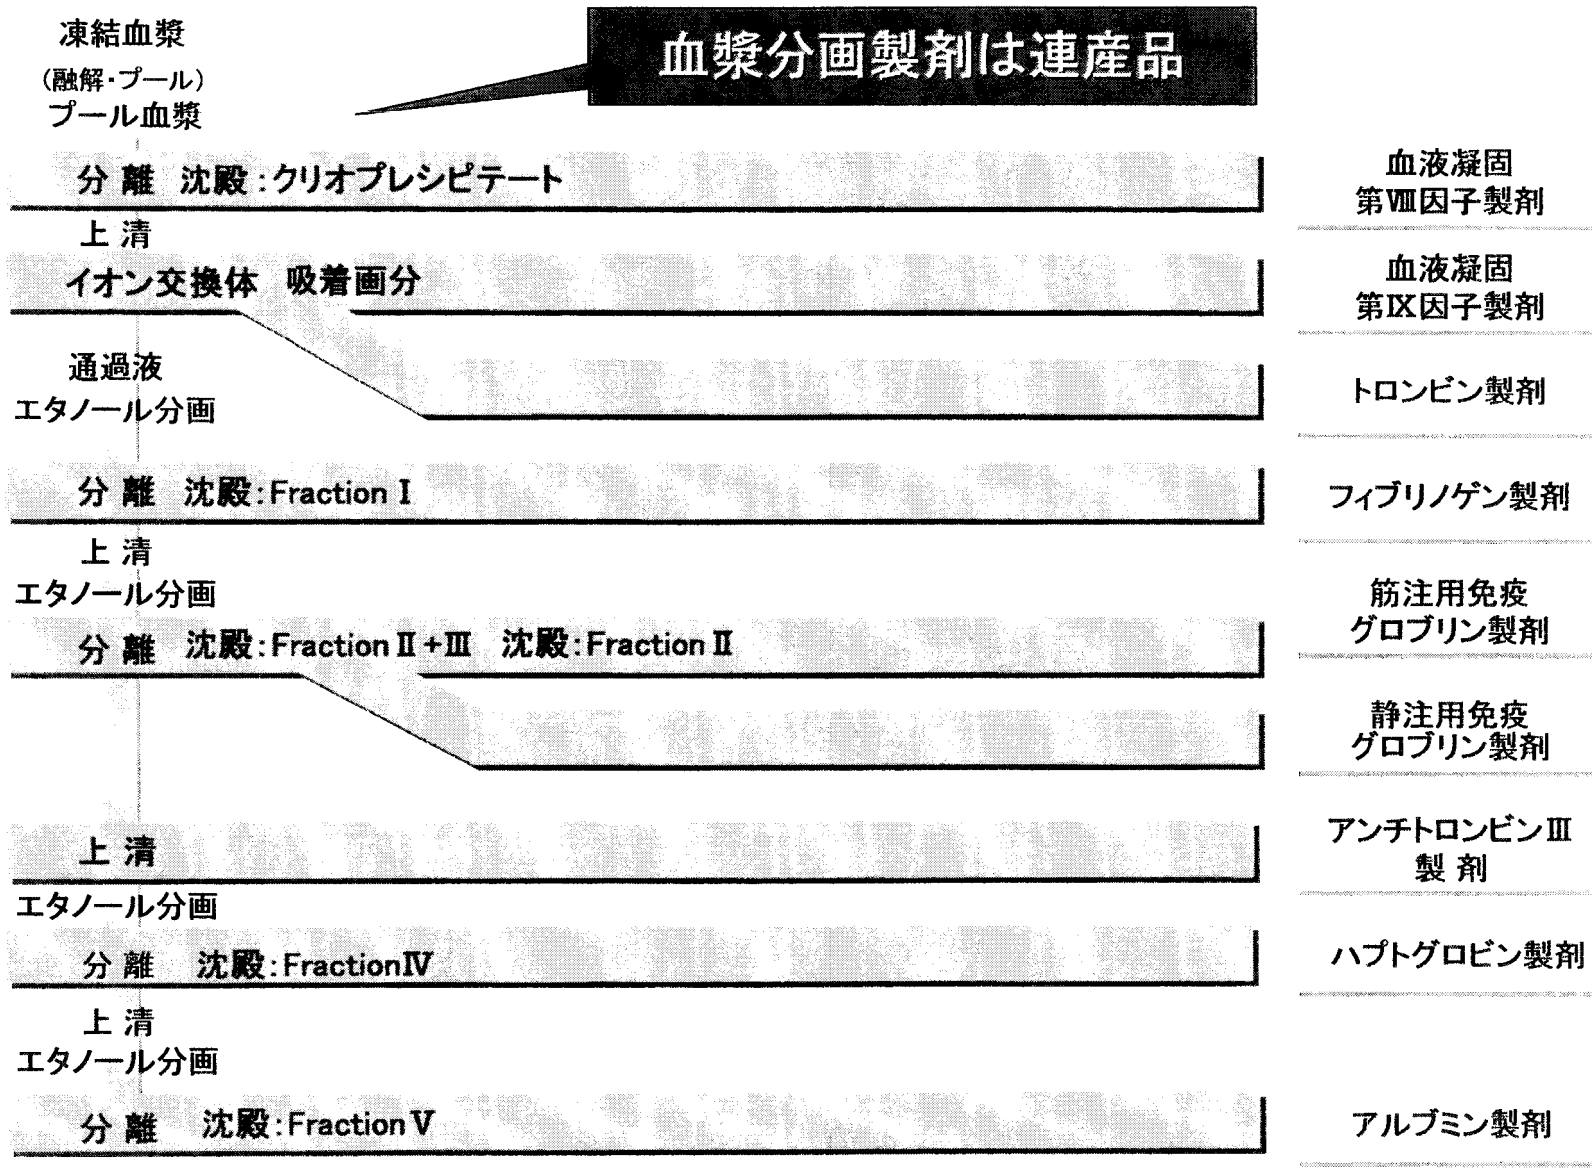 凍結血漿
(融解・プール)
プール血漿
血漿分画製剤は連産品
分離 沈殿:クリオプレシピテート
血液凝固
第Ⅷ因子製剤
上清
イオン交換体 吸着画分
血液凝固
第Ⅸ因子製剤
通過液
エタノール分画
トロンビン製剤
分離 沈殿:Fraction Ⅰ
フィブリノゲン製剤
上清
エタノール分画
分離 沈殿:Fraction Ⅱ+Ⅲ 沈殿:Fraction Ⅱ
筋注用免疫
グロブリン製剤
静注用免疫
グロブリン製剤
上清
アンチトロンビンⅢ
製剤
エタノール分画
分離 沈殿:FractionⅣ
ハプトグロビン製剤
上清
エタノール分画
分離 沈殿:Fraction Ⅴ
アルブミン製剤